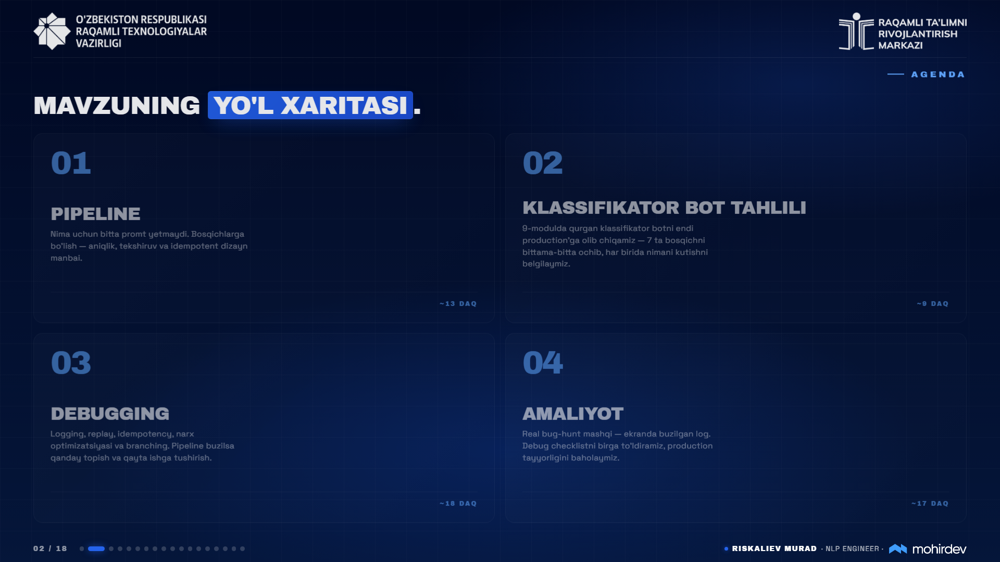 O'ZBEKISTON RESPUBLIKASI
RAQAMLI TEXNOLOGIYALAR
VAZIRLIGI
RAQAMLI TA'LIMNI
RIVOJLANTIRISH
MARKAZI
— AGENDA
MAVZUNING YO'L XARITASI.
01
PIPELINE
Nima uchun bitta promt yetmaydi. Bosqichlarga
bo'lish — aniqlik, tekshiruv va idempotent dizayn
manbai.
~13 DAQ
02
KLASSIFIKATOR BOT TAHLILI
9-modulda qurgan klassifikator botni endi
production'ga olib chiqamiz — 7 ta bosqichni
bittama-bitta ochib, har birida nimani kutishni
belgilaymiz.
~9 DAQ
03
DEBUGGING
Logging, replay, idempotency, narx
optimizatsiyasi va branching. Pipeline buzilsa
qanday topish va qayta ishga tushirish.
~18 DAQ
04
AMALIYOT
Real bug-hunt mashqi — ekranda buzilgan log.
Debug checklistni birga to'ldiramiz, production
tayyorligini baholaymiz.
~17 DAQ
02 / 18
RISKALIEV MURAD · NLP ENGINEER · mohirdev